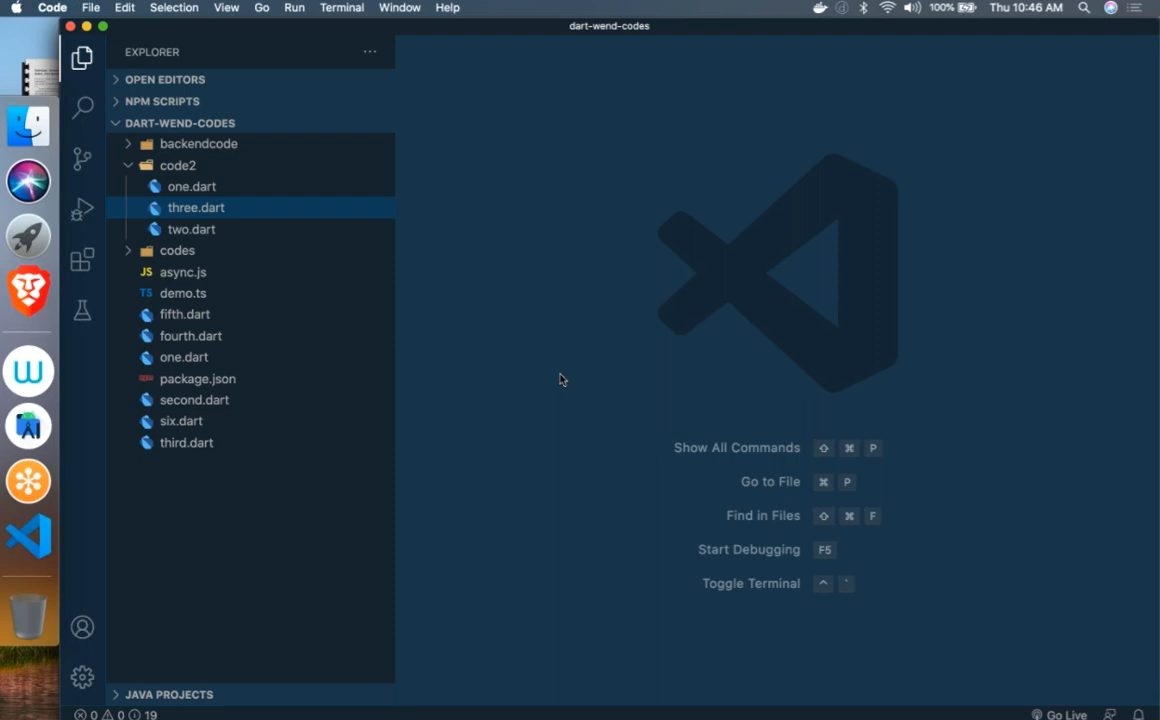 Code File Edit Selection View Go Run Terminal Window Help 100% Thu 10:46 AM
dart-wend-codes
EXPLORER
OPEN EDITORS
NPM SCRIPTS
DART-WEND-CODES
backendcode
code2
one.dart
three.dart
two.dart
codes
JS async.js
TS demo.ts
fifth.dart
fourth.dart
one.dart
package.json
second.dart
six.dart
third.dart
JAVA PROJECTS
Show All Commands ⇧ ⌘ P
Go to File ⌘ P
Find in Files ⇧ ⌘ F
Start Debugging F5
Toggle Terminal ^ `
0 0 19 Go Live